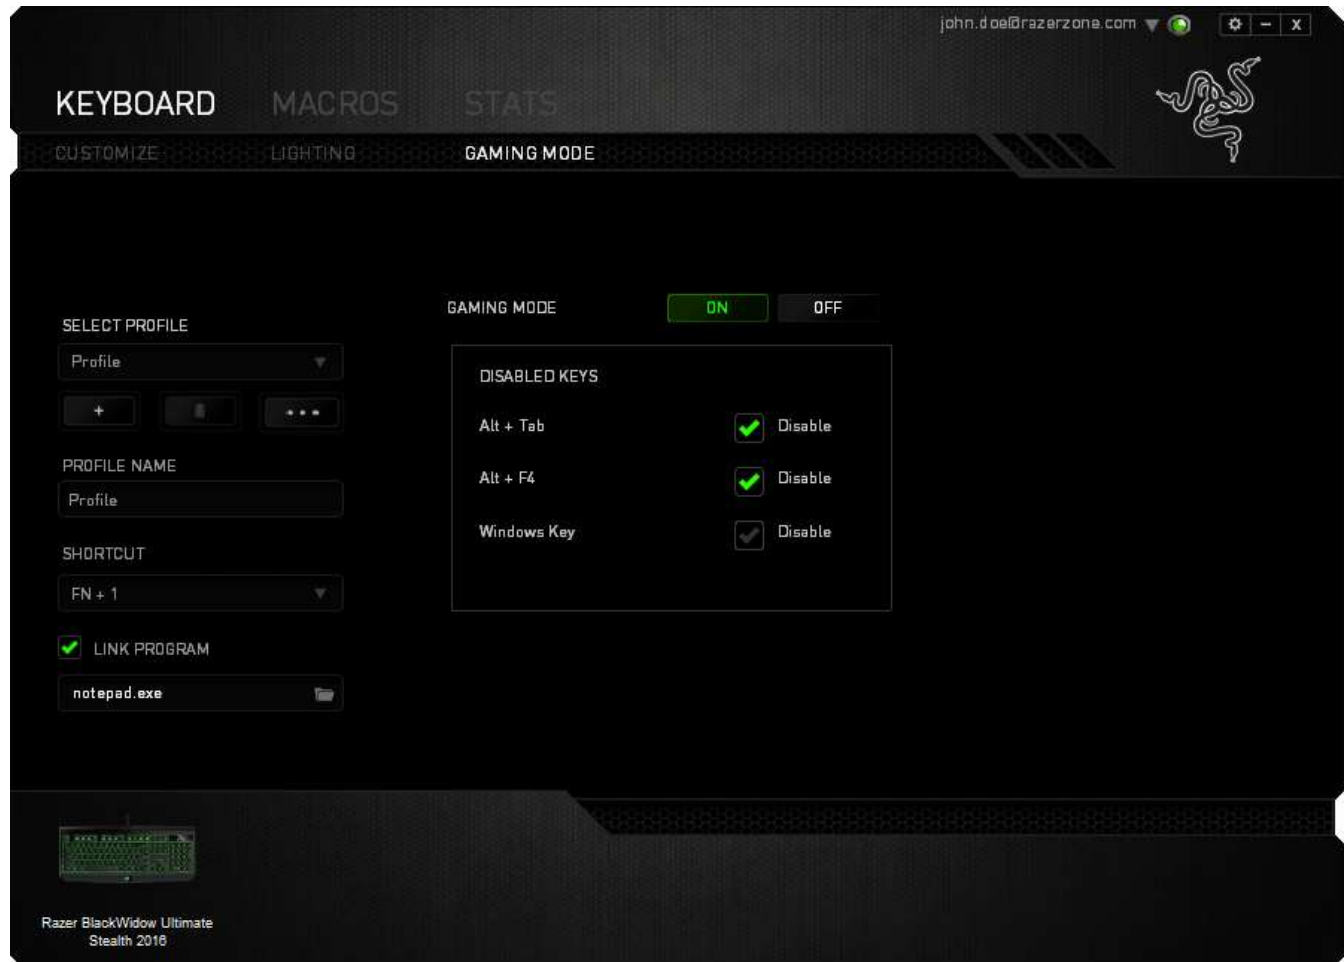 john.doe@razerzone.com
X
KEYBOARD MACROS STATS
CUSTOMIZE LIGHTING GAMING MODE
SELECT PROFILE
Profile
+ •••
PROFILE NAME
Profile
SHORTCUT
FN + 1
LINK PROGRAM
notepad.exe
GAMING MODE ON OFF
DISABLED KEYS
Alt + Tab Disable
Alt + F4 Disable
Windows Key Disable
Razer BlackWidow Ultimate
Stealth 2016